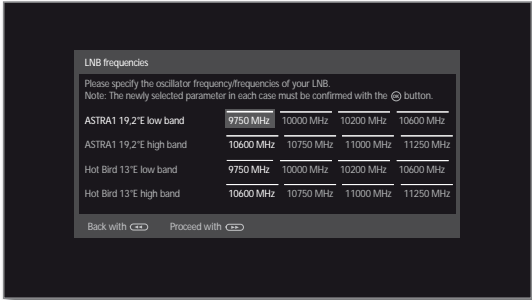 LNB frequencies
Please specify the oscillator frequency/frequencies of your LNB.
Note: The newly selected parameter in each case must be confirmed with the OK button.
ASTRA1 19,2°E low band 9750 MHz 10000 MHz 10200 MHz 10600 MHz
ASTRA1 19,2°E high band 10600 MHz 10750 MHz 11000 MHz 11250 MHz
Hot Bird 13°E low band 9750 MHz 10000 MHz 10200 MHz 10600 MHz
Hot Bird 13°E high band 10600 MHz 10750 MHz 11000 MHz 11250 MHz
Back with Proceed with